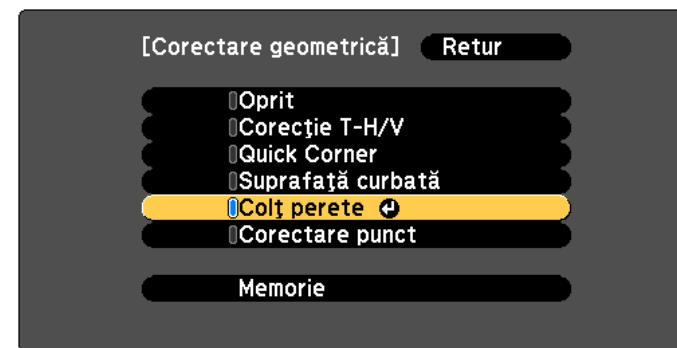 [Corectare geometrică] Retur
Oprit
Corecţie T-H/V
Quick Corner
Suprafaţă curbată
Colţ perete
Corectare punct
Memorie